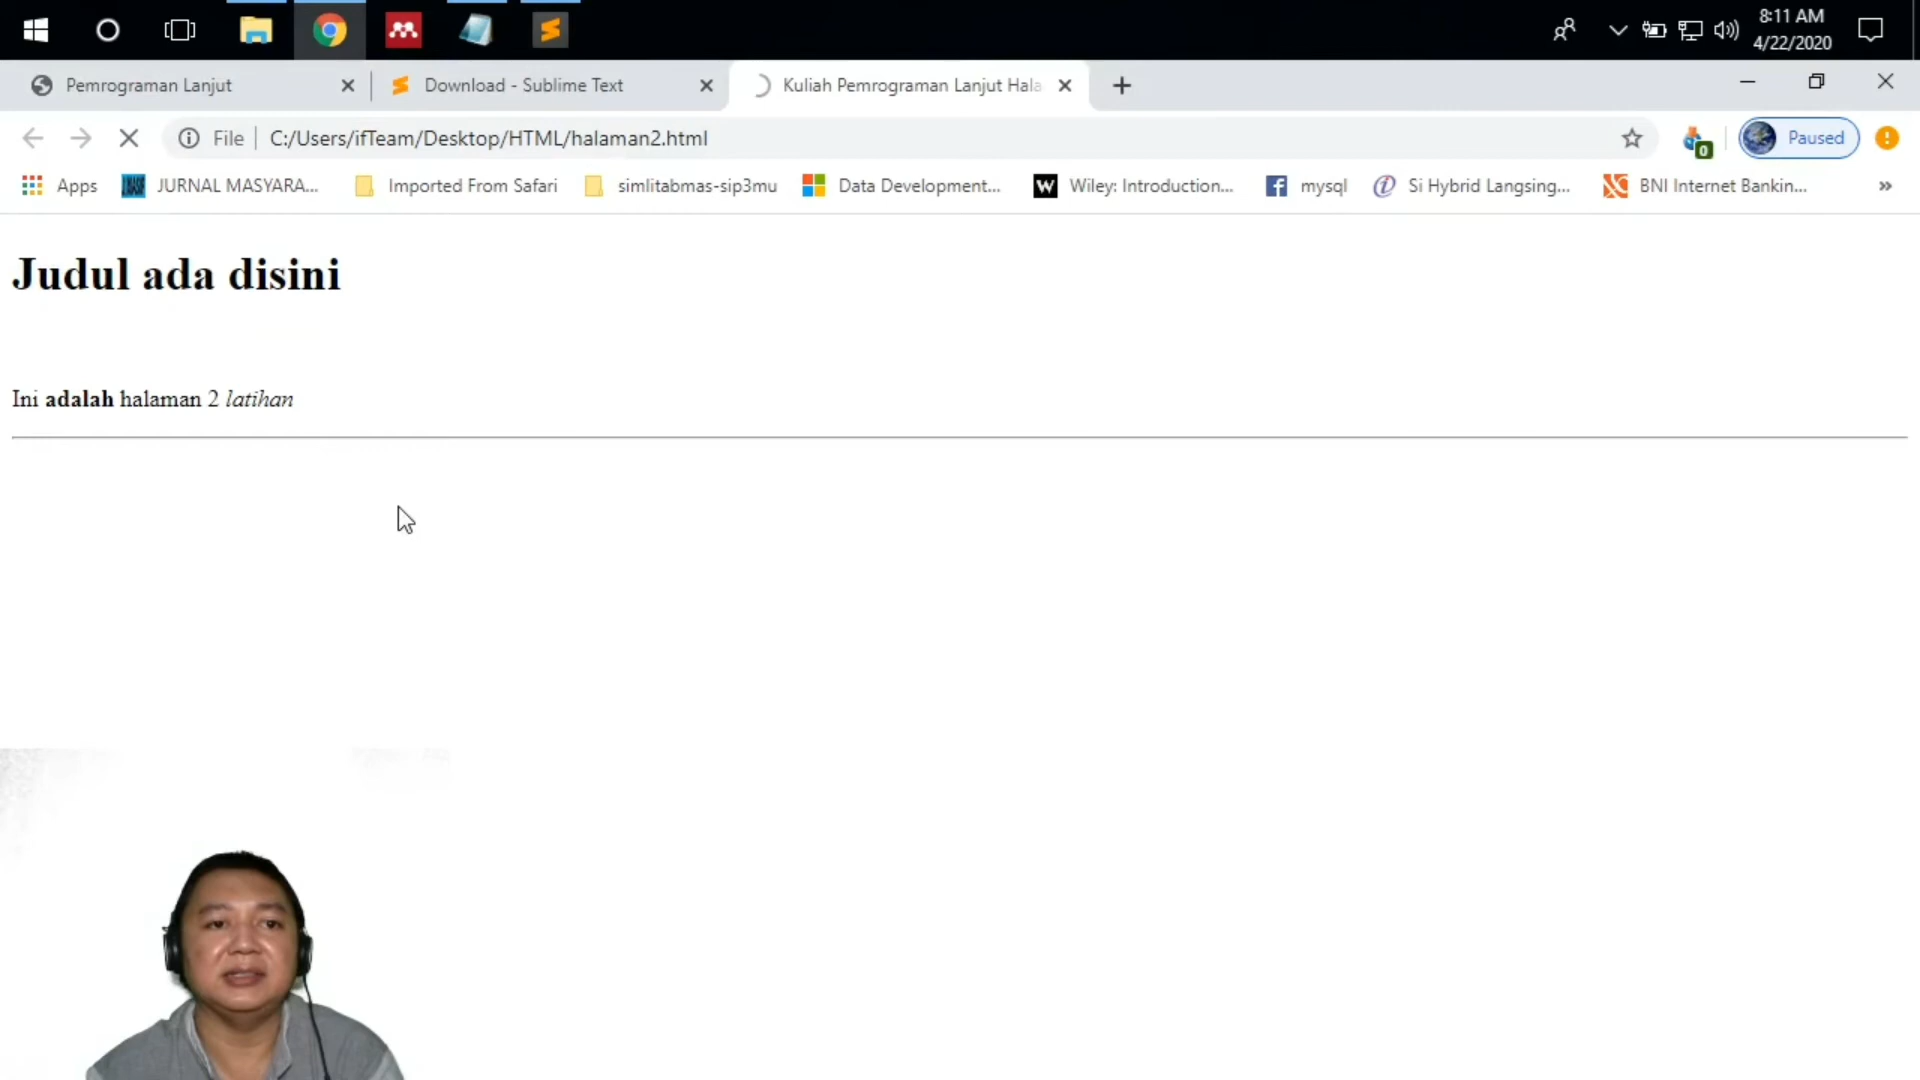 8:11 AM
4/22/2020
Pemrograman Lanjut
Download - Sublime Text
Kuliah Pemrograman Lanjut Hala
File
C:/Users/ifTeam/Desktop/HTML/halaman2.html
0
Paused
Apps
JURNAL MASYARA...
Imported From Safari
simlitabmas-sip3mu
Data Development...
W
Wiley: Introduction...
mysql
Si Hybrid Langsing...
BNI Internet Bankin...
»
Judul ada disini
Ini adalah halaman 2 latihan